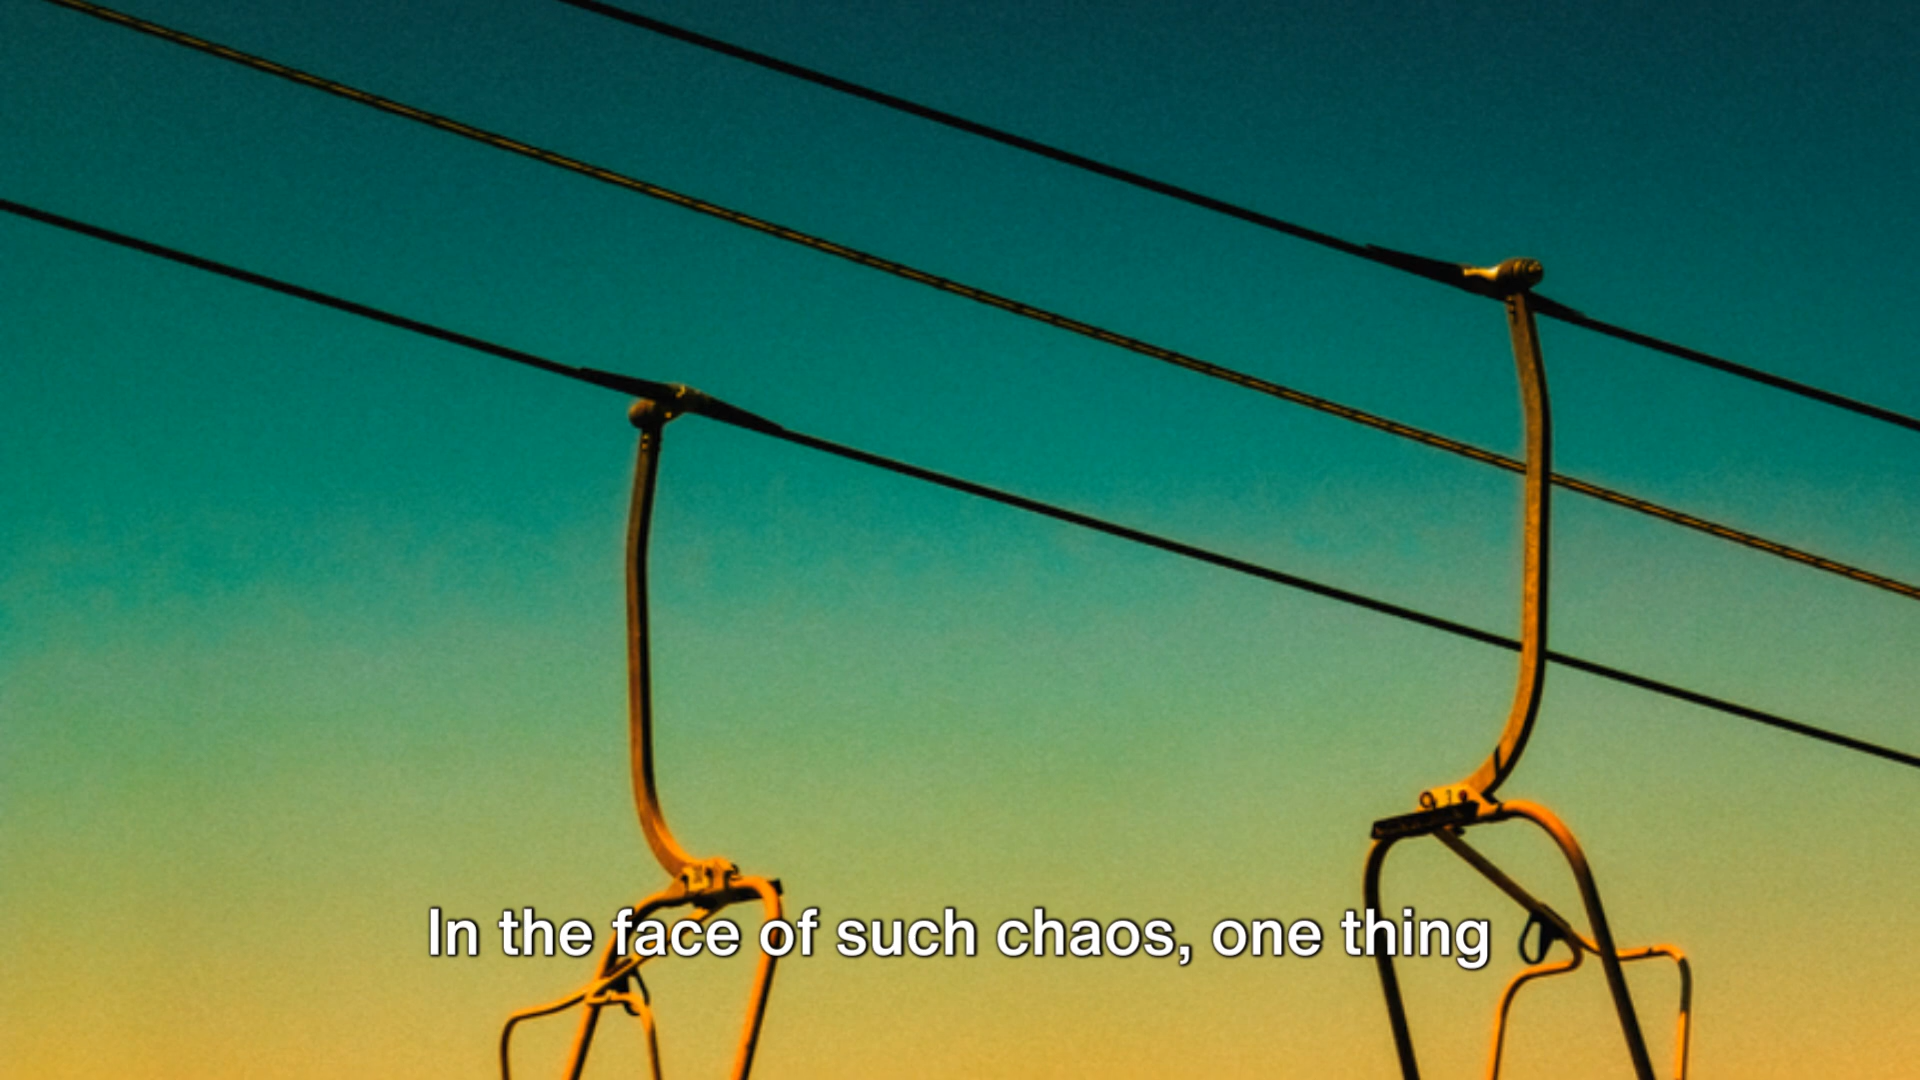 In the face of such chaos, one thing